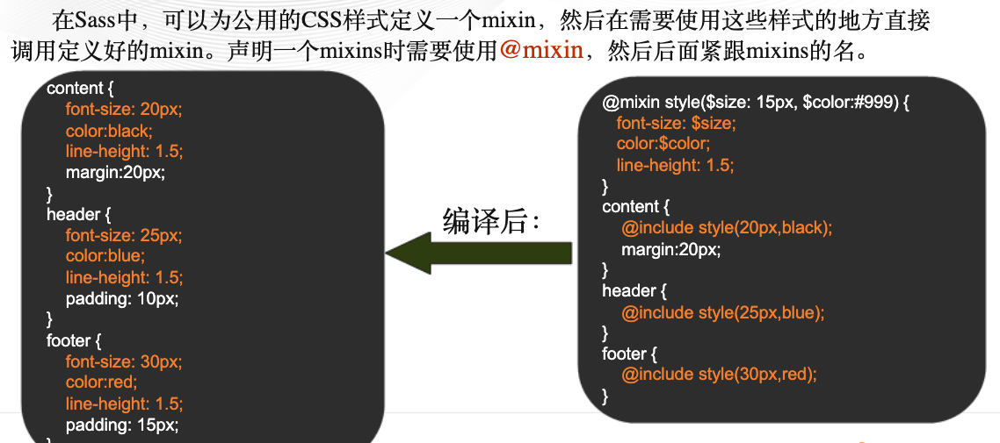 在Sass中，可以为公用的CSS样式定义一个mixin，然后在需要使用这些样式的地方直接
调用定义好的mixin。声明一个mixins时需要使用@mixin，然后后面紧跟mixins的名。
content {
font-size: 20px;
color:black;
line-height: 1.5;
margin:20px;
}
header {
font-size: 25px;
color:blue;
line-height: 1.5;
padding: 10px;
}
footer {
font-size: 30px;
color:red;
line-height: 1.5;
padding: 15px;
编译后：
@mixin style($size: 15px, $color:#999) {
font-size: $size;
color:$color;
line-height: 1.5;
}
content {
@include style(20px,black);
margin:20px;
}
header {
@include style(25px,blue);
}
footer {
@include style(30px,red);
}